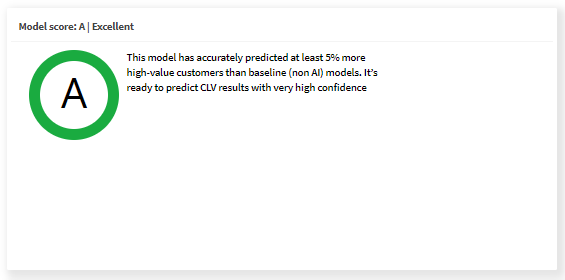 Model score: A | Excellent
A
This model has accurately predicted at least 5% more
high-value customers than baseline (non AI) models. It's
ready to predict CLV results with very high confidence